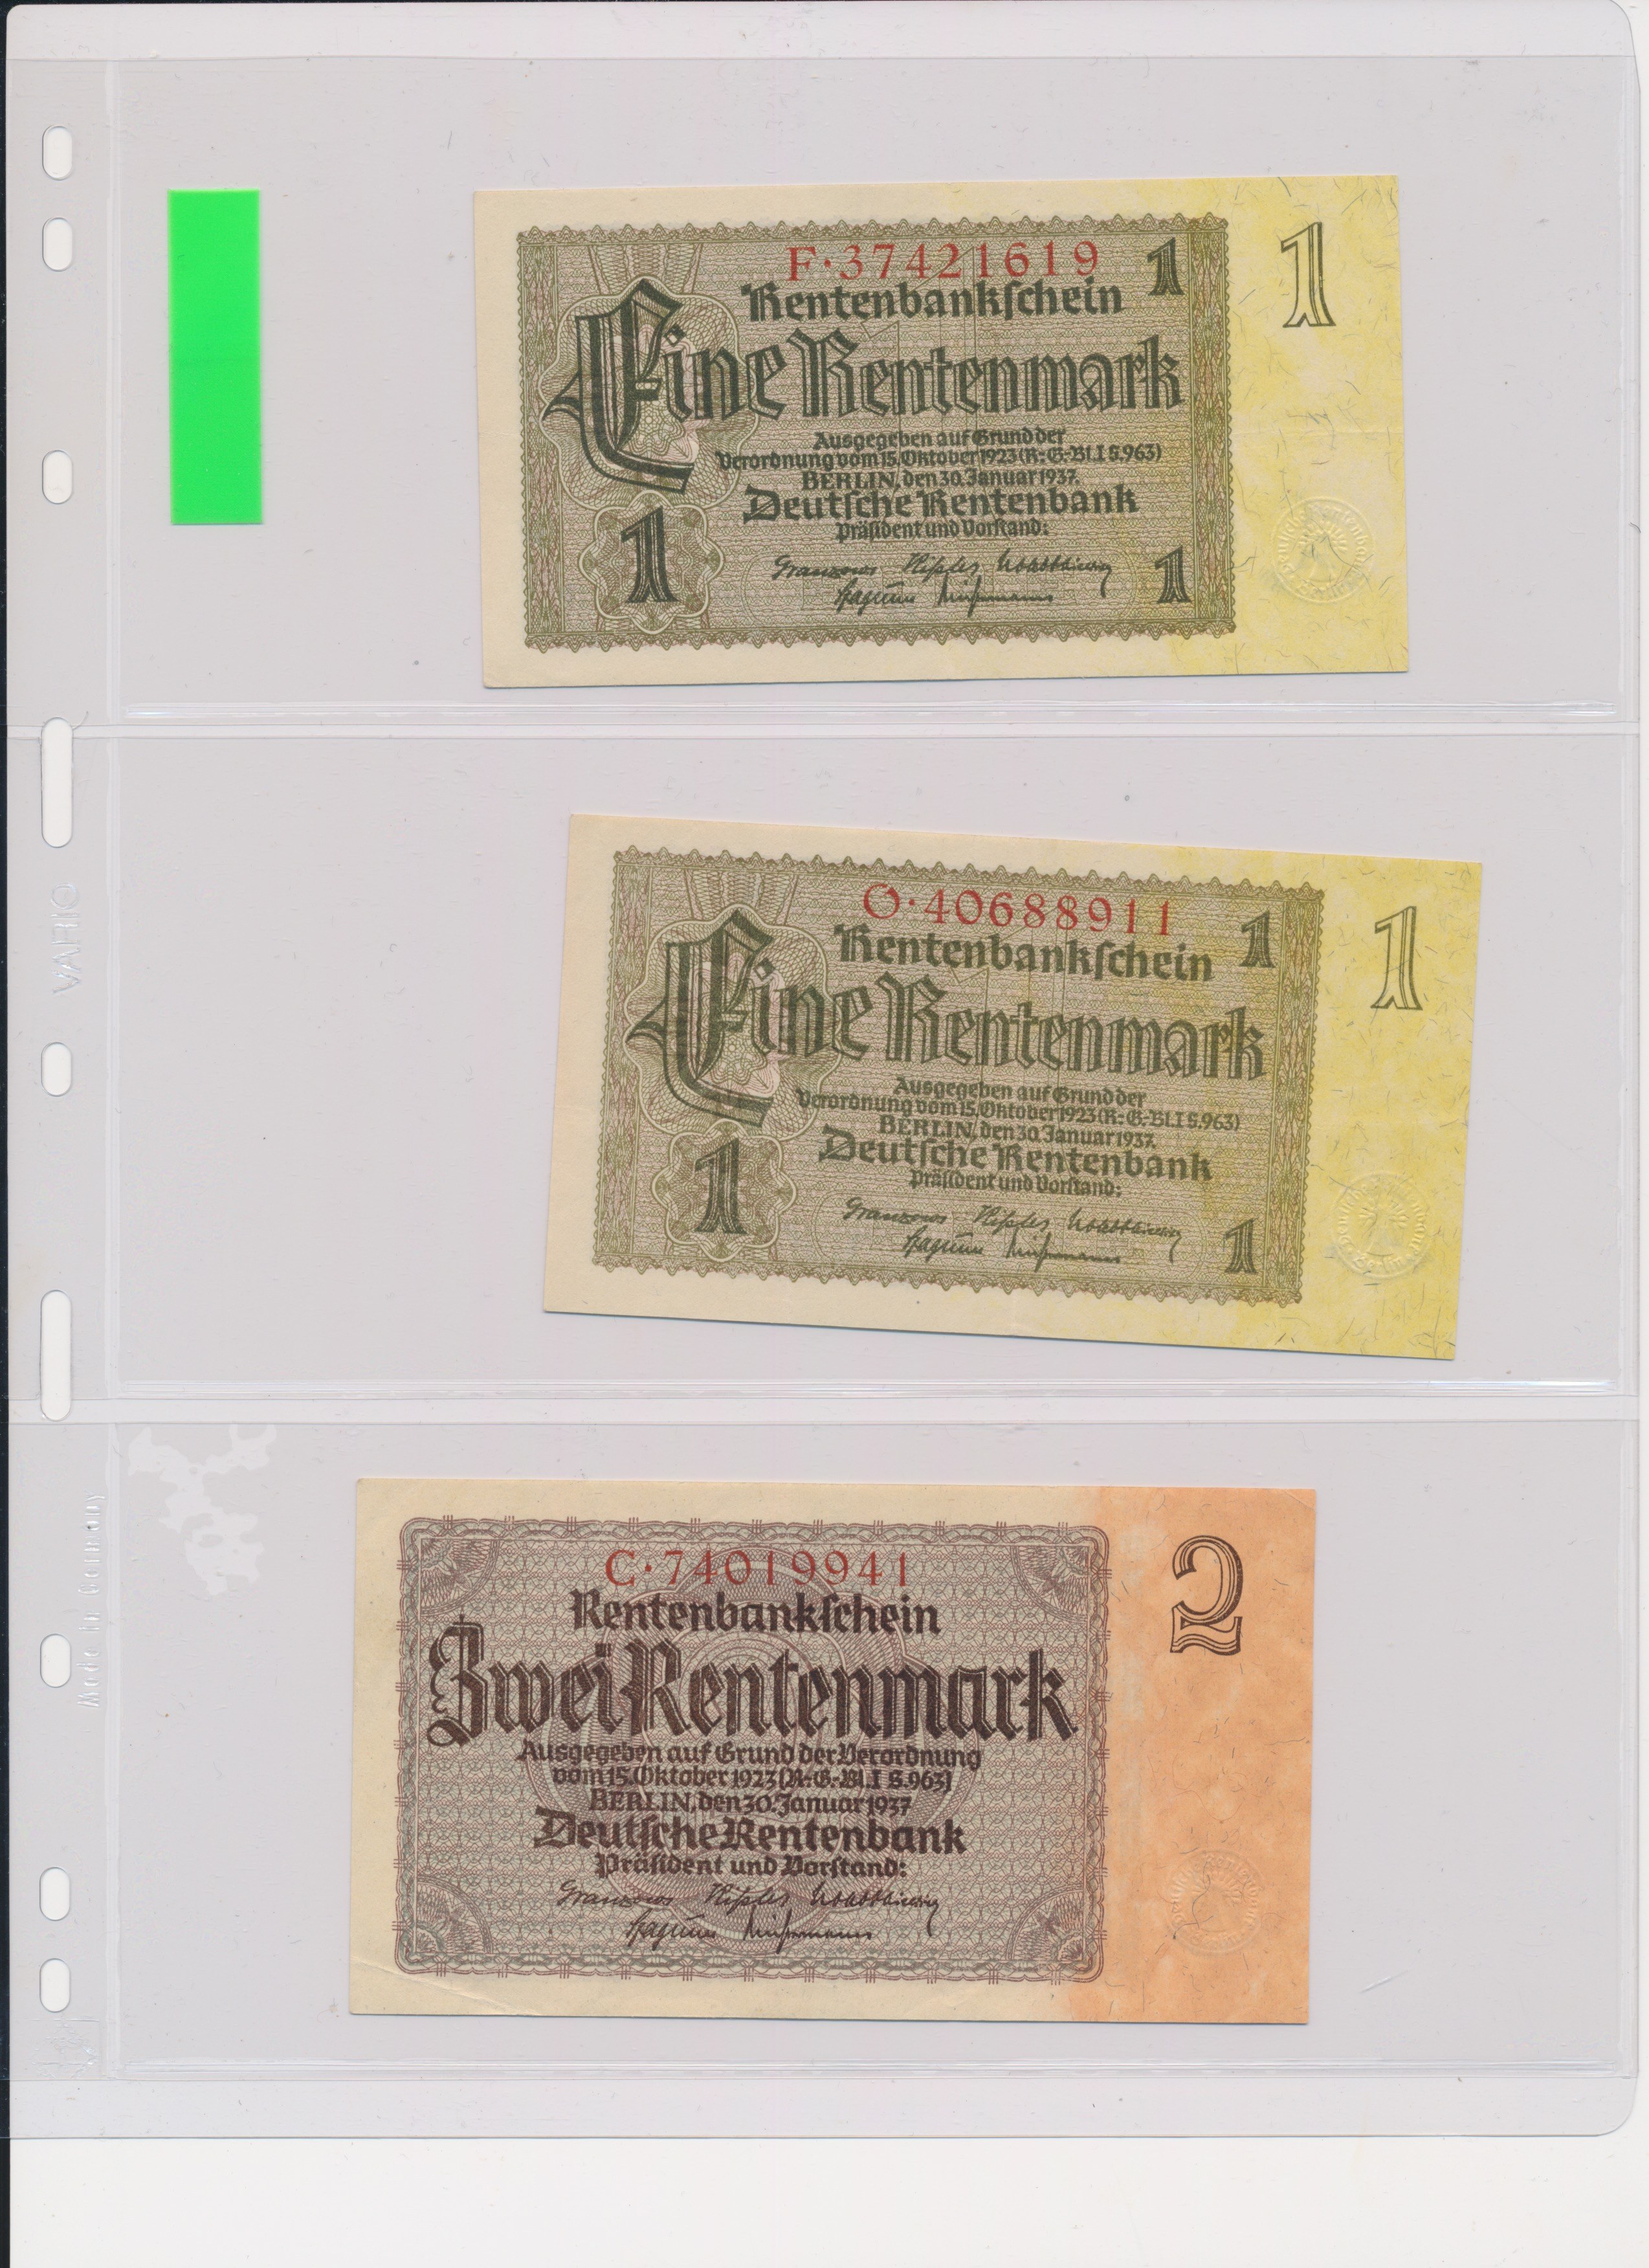 F·37421619
1
1
Rentenbankſchein
Eine Rentenmark
Ausgegeben auf Grund der
Verordnung vom 15. Oktober 1923 (R.-G.-Bl. I S. 963)
BERLIN, den 30. Januar 1937.
Deutſche Rentenbank
Präſident und Vorſtand:
1
1
O·40688911
1
1
Rentenbankſchein
Eine Rentenmark
Ausgegeben auf Grund der
Verordnung vom 15. Oktober 1923 (R.-G.-Bl. I S. 963)
BERLIN, den 30. Januar 1937.
Deutſche Rentenbank
Präſident und Vorſtand:
1
1
VARIO
C·74019941
2
Rentenbankſchein
Zwei Rentenmark
Ausgegeben auf Grund der Verordnung
vom 15. Oktober 1923 (R.-G.-Bl. I S. 963)
BERLIN, den 30. Januar 1937
Deutſche Rentenbank
Präſident und Vorſtand:
Made in Germany